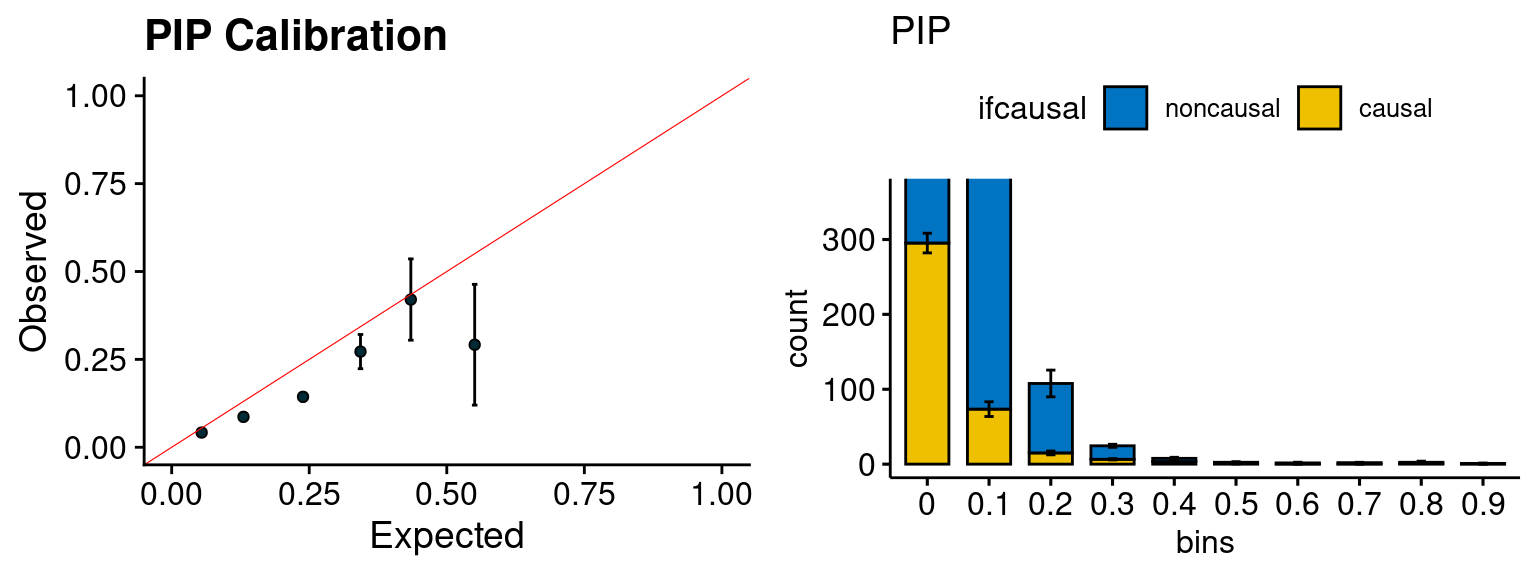 PIP Calibration
Observed
1.00
0.75
0.50
0.25
0.00
0.00 0.25 0.50 0.75 1.00
Expected
PIP
ifcausal noncausal causal
count
300
200
100
0
0 0.1 0.2 0.3 0.4 0.5 0.6 0.7 0.8 0.9
bins